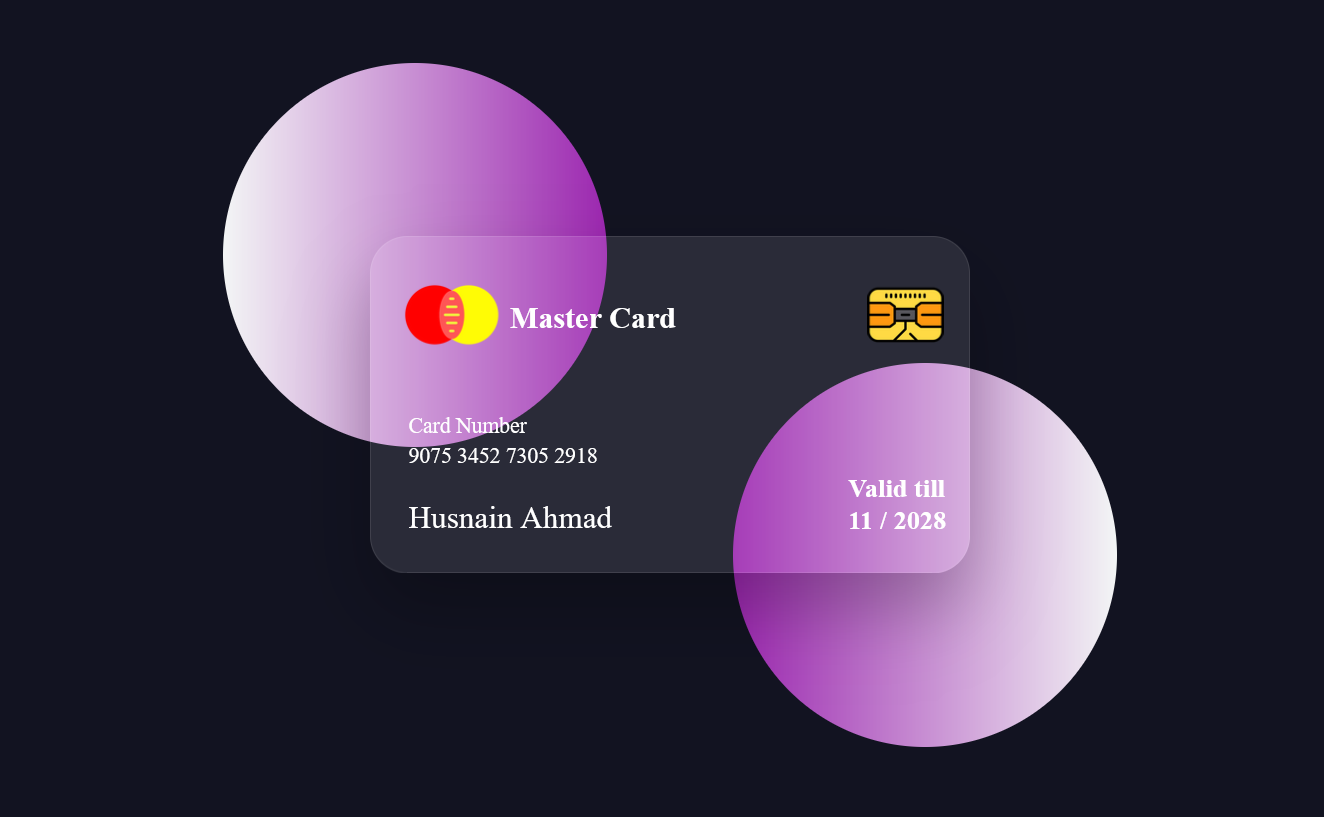 Master Card
Card Number
9075 3452 7305 2918
Valid till
11 / 2028
Husnain Ahmad